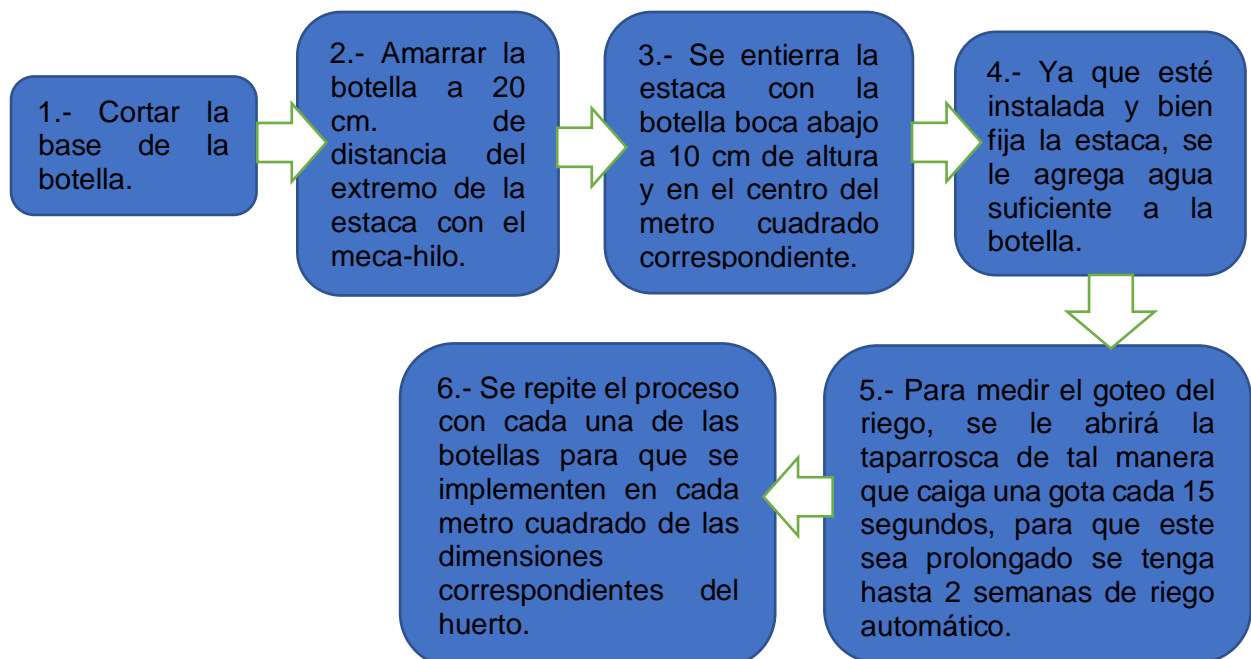 1.- Cortar la
base de la
botella.
2.- Amarrar la
botella a 20
cm. de
distancia del
extremo de la
estaca con el
meca-hilo.
3.- Se entierra la
estaca con la
botella boca abajo
a 10 cm de altura
y en el centro del
metro cuadrado
correspondiente.
4.- Ya que esté
instalada y bien
fija la estaca, se
le agrega agua
suficiente a la
botella.
5.- Para medir el goteo del
riego, se le abrirá la
taparrosca de tal manera
que caiga una gota cada 15
segundos, para que este
sea prolongado se tenga
hasta 2 semanas de riego
automático.
6.- Se repite el proceso
con cada una de las
botellas para que se
implementen en cada
metro cuadrado de las
dimensiones
correspondientes del
huerto.